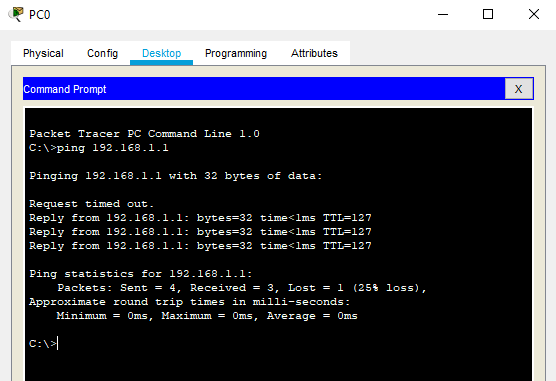 PC0
Physical Config Desktop Programming Attributes
Command Prompt
X
Packet Tracer PC Command Line 1.0
C:\>ping 192.168.1.1
Pinging 192.168.1.1 with 32 bytes of data:
Request timed out.
Reply from 192.168.1.1: bytes=32 time<1ms TTL=127
Reply from 192.168.1.1: bytes=32 time<1ms TTL=127
Reply from 192.168.1.1: bytes=32 time<1ms TTL=127
Ping statistics for 192.168.1.1:
    Packets: Sent = 4, Received = 3, Lost = 1 (25% loss),
Approximate round trip times in milli-seconds:
    Minimum = 0ms, Maximum = 0ms, Average = 0ms
C:\>